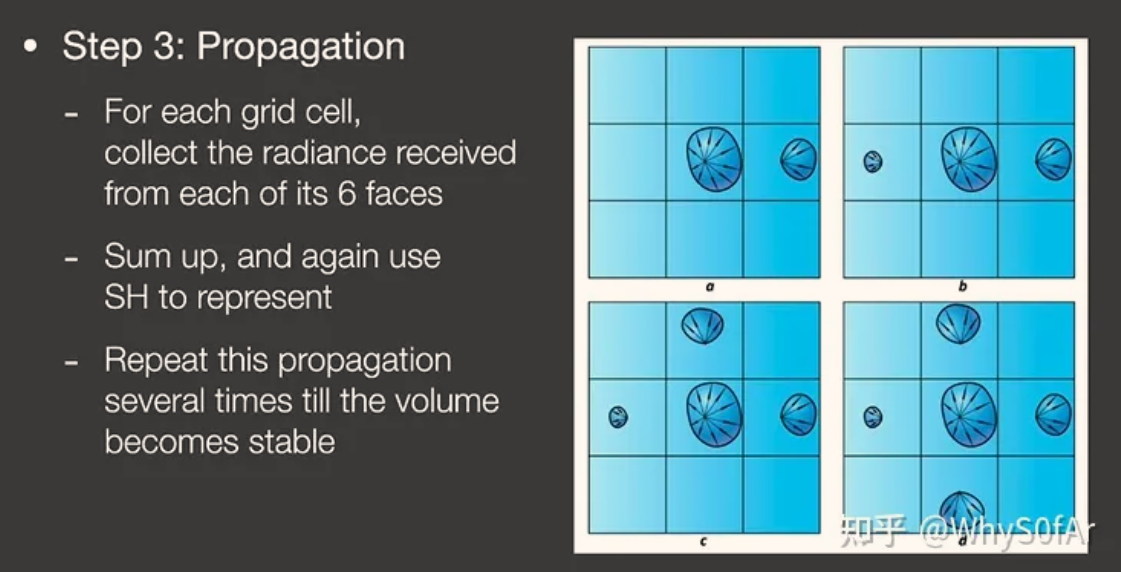 • Step 3: Propagation
- For each grid cell,
collect the radiance received
from each of its 6 faces
- Sum up, and again use
SH to represent
- Repeat this propagation
several times till the volume
becomes stable
a
b
c
d
知乎 @WhyS0fAr